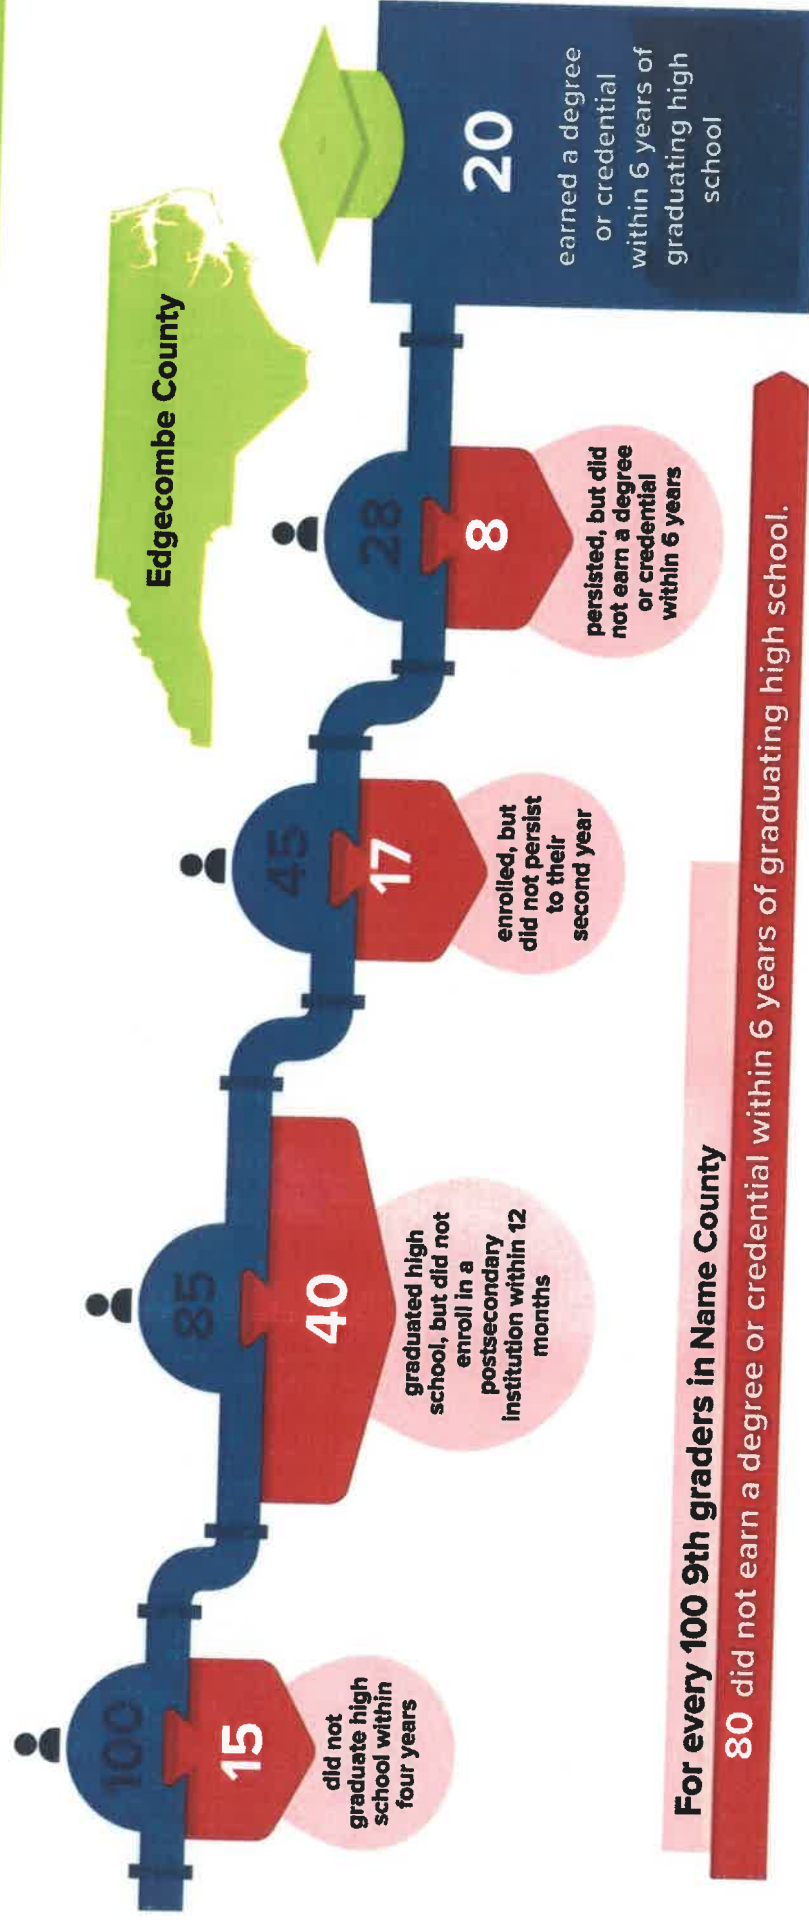 Edgecombe County
100
15
did not
graduate high
school within
four years
85
40
graduated high
school, but did not
enroll in a
postsecondary
institution within 12
months
45
17
enrolled, but
did not persist
to their
second year
28
8
persisted, but did
not earn a degree
or credential
within 6 years
20
earned a degree
or credential
within 6 years of
graduating high
school
For every 100 9th graders in Name County
80 did not earn a degree or credential within 6 years of graduating high school.